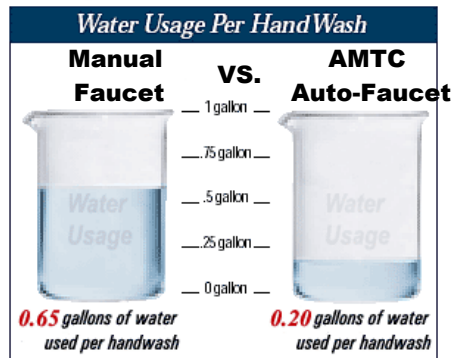 Water Usage Per Hand Wash
Manual
Faucet
VS.
AMTC
Auto-Faucet
1 gallon
.75 gallon
.5 gallon
.25 gallon
0 gallon
Water
Usage
Water
Usage
0.65 gallons of water
used per handwash
0.20 gallons of water
used per handwash